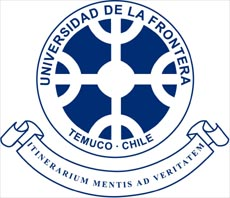 UNIVERSIDAD DE LA FRONTERA
TEMUCO · CHILE
ITINERARIUM MENTIS AD VERITATEM